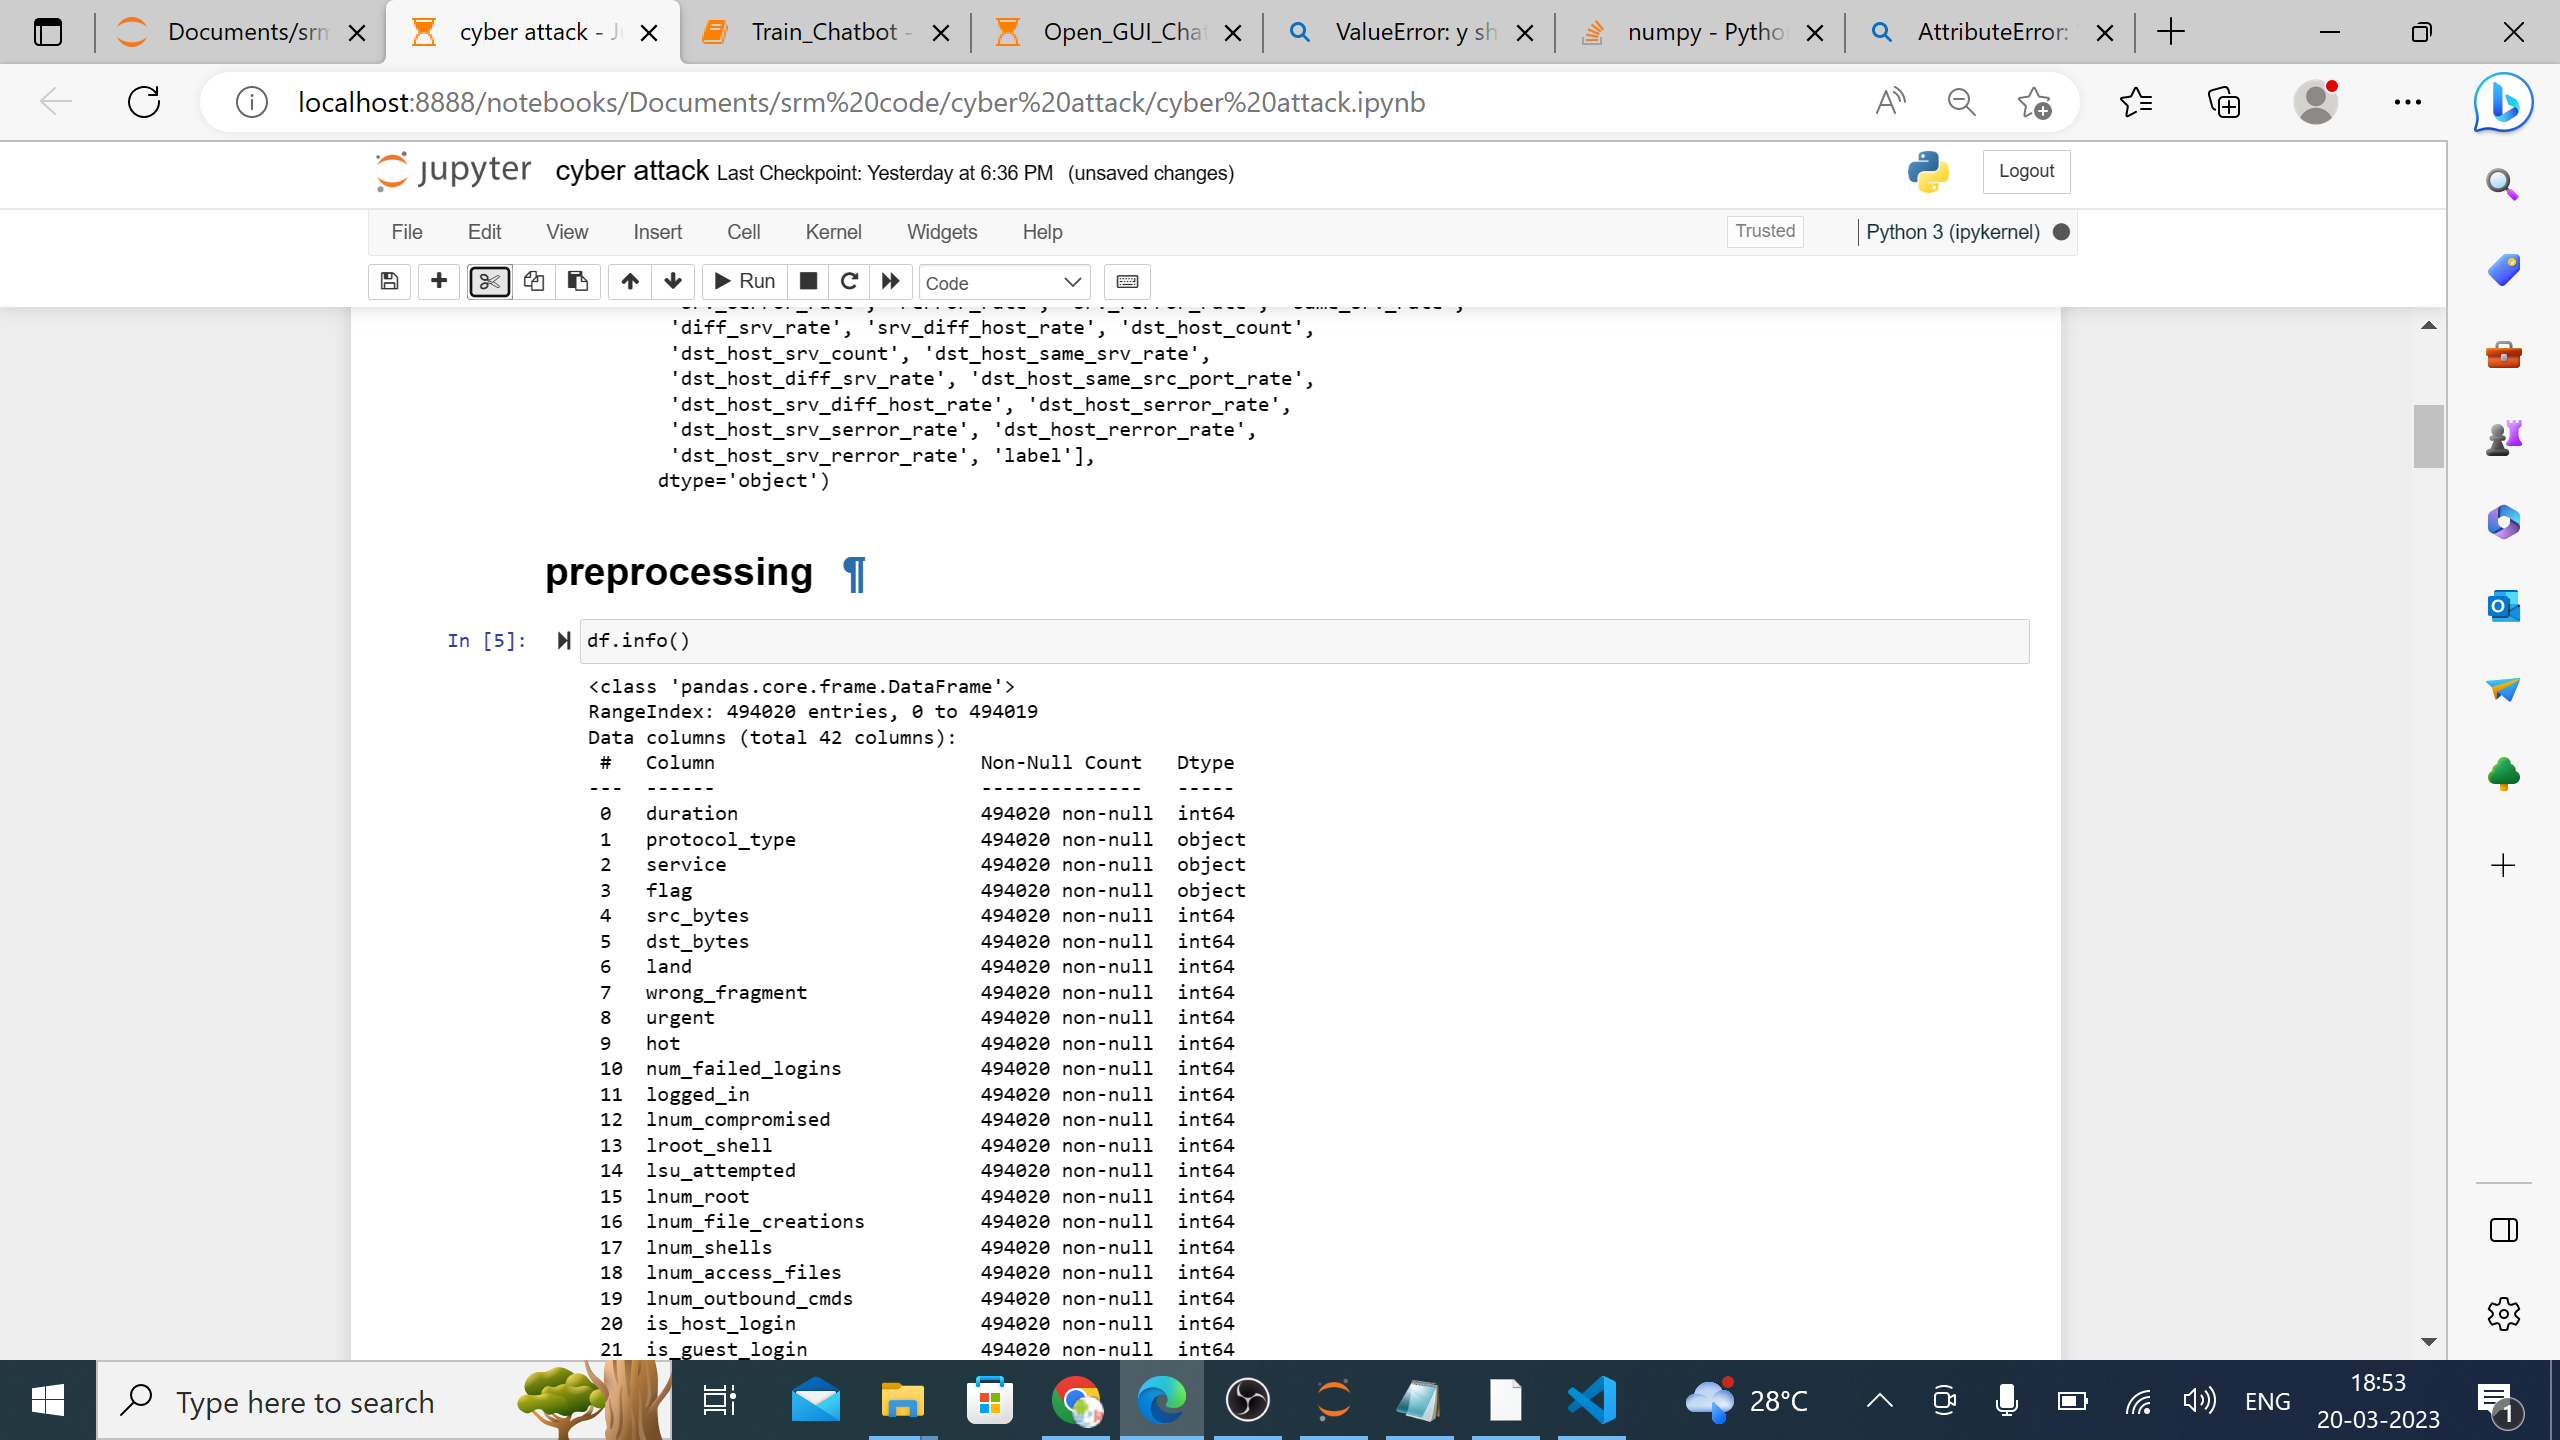 Documents/srm
cyber attack - Ju
Train_Chatbot -
Open_GUI_Chat
ValueError: y sh
numpy - Python
AttributeError: '
localhost:8888/notebooks/Documents/srm%20code/cyber%20attack/cyber%20attack.ipynb
jupyter cyber attack Last Checkpoint: Yesterday at 6:36 PM (unsaved changes)
Logout
File Edit View Insert Cell Kernel Widgets Help
Trusted
Python 3 (ipykernel)
Run
Code
'srv_serror_rate', 'rerror_rate', 'srv_rerror_rate', 'same_srv_rate',
'diff_srv_rate', 'srv_diff_host_rate', 'dst_host_count',
'dst_host_srv_count', 'dst_host_same_srv_rate',
'dst_host_diff_srv_rate', 'dst_host_same_src_port_rate',
'dst_host_srv_diff_host_rate', 'dst_host_serror_rate',
'dst_host_srv_serror_rate', 'dst_host_rerror_rate',
'dst_host_srv_rerror_rate', 'label'],
dtype='object')
preprocessing ¶
In [5]: df.info()
<class 'pandas.core.frame.DataFrame'>
RangeIndex: 494020 entries, 0 to 494019
Data columns (total 42 columns):
# Column Non-Null Count Dtype
--- ------ -------------- -----
0 duration 494020 non-null int64
1 protocol_type 494020 non-null object
2 service 494020 non-null object
3 flag 494020 non-null object
4 src_bytes 494020 non-null int64
5 dst_bytes 494020 non-null int64
6 land 494020 non-null int64
7 wrong_fragment 494020 non-null int64
8 urgent 494020 non-null int64
9 hot 494020 non-null int64
10 num_failed_logins 494020 non-null int64
11 logged_in 494020 non-null int64
12 lnum_compromised 494020 non-null int64
13 lroot_shell 494020 non-null int64
14 lsu_attempted 494020 non-null int64
15 lnum_root 494020 non-null int64
16 lnum_file_creations 494020 non-null int64
17 lnum_shells 494020 non-null int64
18 lnum_access_files 494020 non-null int64
19 lnum_outbound_cmds 494020 non-null int64
20 is_host_login 494020 non-null int64
21 is_guest_login 494020 non-null int64
Type here to search
28°C
ENG
18:53
20-03-2023
1